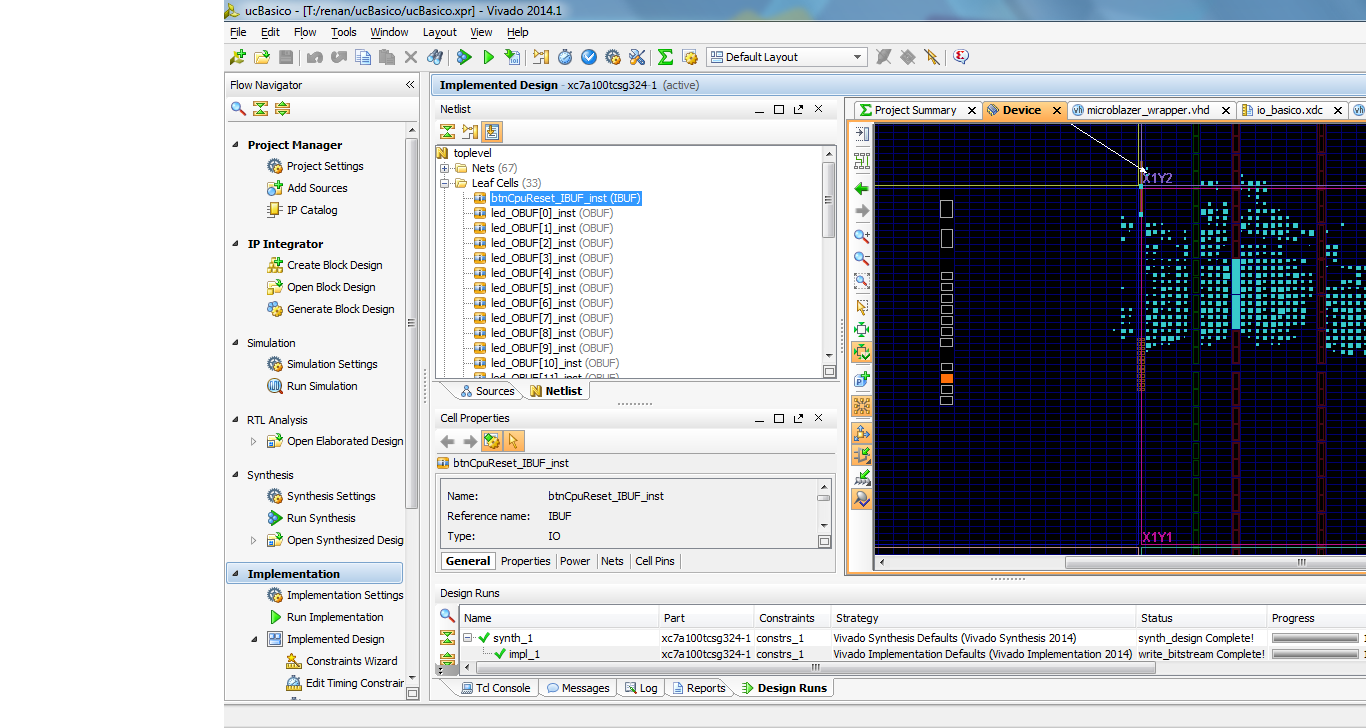 ucBasico - [T:/renan/ucBasico/ucBasico.xpr] - Vivado 2014.1
File Edit Flow Tools Window Layout View Help
Default Layout
Flow Navigator
Project Manager
Project Settings
Add Sources
IP Catalog
IP Integrator
Create Block Design
Open Block Design
Generate Block Design
Simulation
Simulation Settings
Run Simulation
RTL Analysis
Open Elaborated Design
Synthesis
Synthesis Settings
Run Synthesis
Open Synthesized Desig
Implementation
Implementation Settings
Run Implementation
Implemented Design
Constraints Wizard
Edit Timing Constrair
Implemented Design - xc7a100tcsg324-1 (active)
Netlist
toplevel
Nets (67)
Leaf Cells (33)
btnCpuReset_IBUF_inst (IBUF)
led_OBUF[0]_inst (OBUF)
led_OBUF[1]_inst (OBUF)
led_OBUF[2]_inst (OBUF)
led_OBUF[3]_inst (OBUF)
led_OBUF[4]_inst (OBUF)
led_OBUF[5]_inst (OBUF)
led_OBUF[6]_inst (OBUF)
led_OBUF[7]_inst (OBUF)
led_OBUF[8]_inst (OBUF)
led_OBUF[9]_inst (OBUF)
led_OBUF[10]_inst (OBUF)
led_OBUF[11]_inst (OBUF)
Sources Netlist
Cell Properties
btnCpuReset_IBUF_inst
Name: btnCpuReset_IBUF_inst
Reference name: IBUF
Type: IO
General Properties Power Nets Cell Pins
Project Summary Device microblazer_wrapper.vhd io_basico.xdc
X1Y2
X1Y1
Design Runs
Name Part Constraints Strategy Status Progress
synth_1 xc7a100tcsg324-1 constrs_1 Vivado Synthesis Defaults (Vivado Synthesis 2014) synth_design Complete!
impl_1 xc7a100tcsg324-1 constrs_1 Vivado Implementation Defaults (Vivado Implementation 2014) write_bitstream Complete!
Tcl Console Messages Log Reports Design Runs